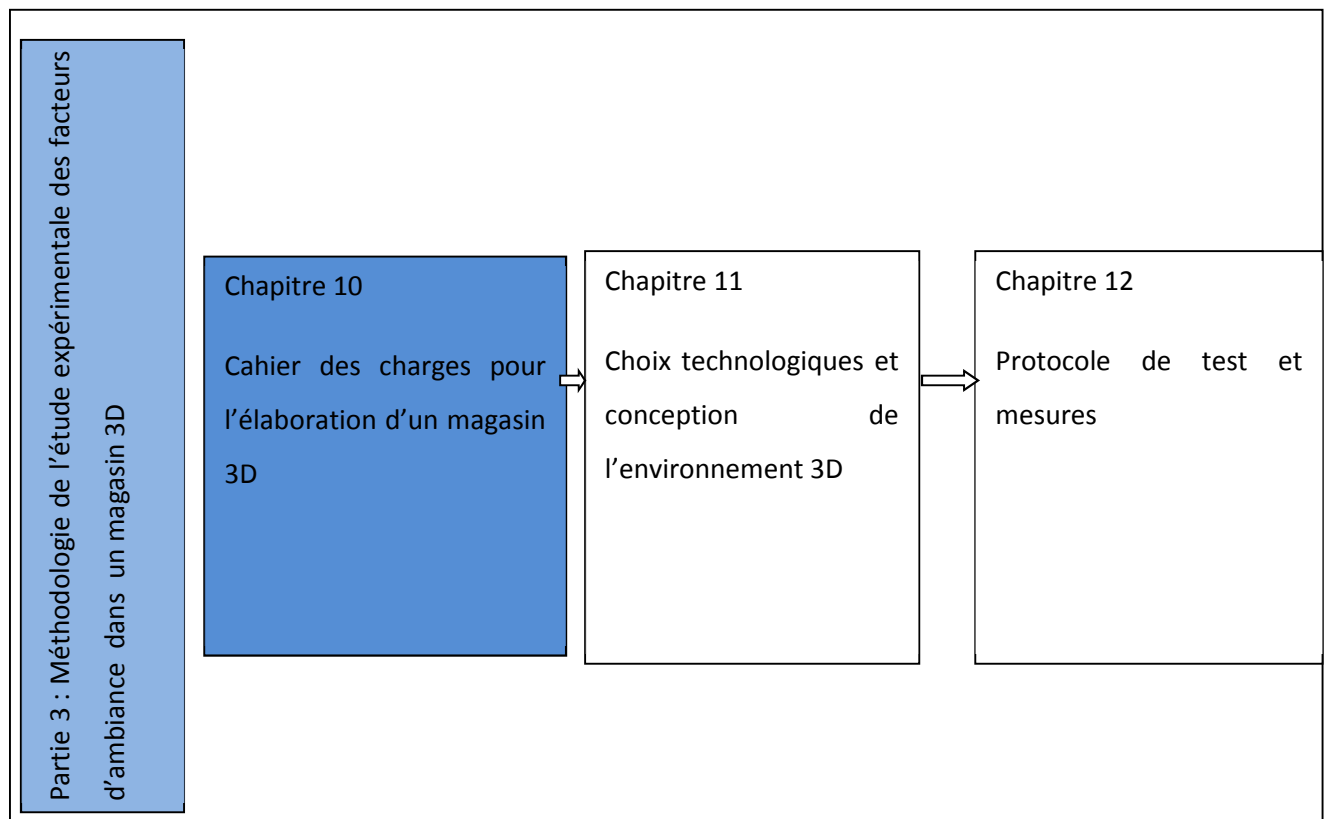 Partie 3 : Méthodologie de l’étude expérimentale des facteurs
d’ambiance dans un magasin 3D
Chapitre 10
Cahier des charges pour
l’élaboration d’un magasin
3D
Chapitre 11
Choix technologiques et
conception de
l’environnement 3D
Chapitre 12
Protocole de test et
mesures